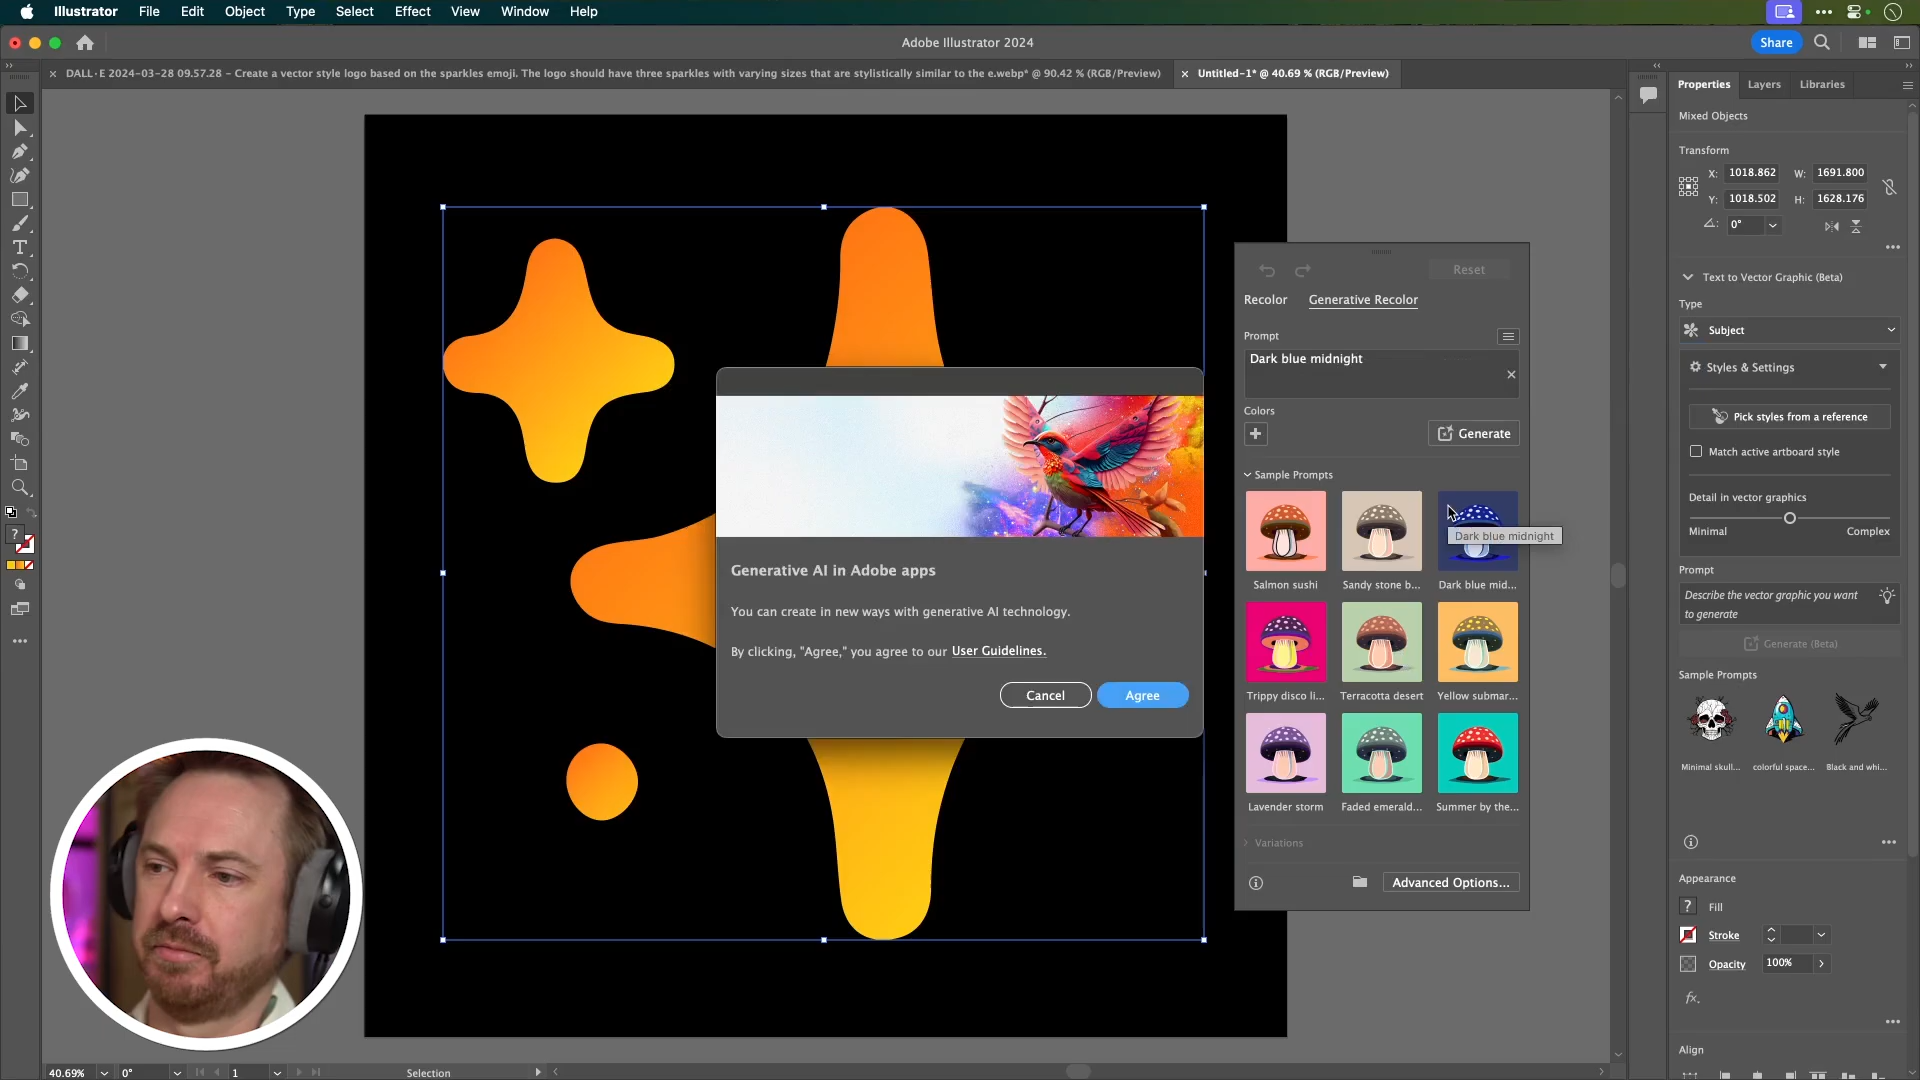 Illustrator File Edit Object Type Select Effect View Window Help
Adobe Illustrator 2024
Share
DALL·E 2024-03-28 09.57.28 - Create a vector style logo based on the sparkles emoji. The logo should have three sparkles with varying sizes that are stylistically similar to the e.webp* @ 90.42 % (RGB/Preview)
Untitled-1* @ 40.69 % (RGB/Preview)
Properties Layers Libraries
Mixed Objects
Transform
X: 1018.862 W: 1691.800
Y: 1018.502 H: 1628.176
0°
Text to Vector Graphic (Beta)
Type
Subject
Styles & Settings
Pick styles from a reference
Match active artboard style
Detail in vector graphics
Minimal Complex
Prompt
Describe the vector graphic you want
to generate
Generate (Beta)
Sample Prompts
Minimal skull... colorful space... Black and whi...
Appearance
? Fill
Stroke
Opacity 100%
fx.
Align
Reset
Recolor Generative Recolor
Prompt
Dark blue midnight
Colors
Generate
Sample Prompts
Dark blue midnight
Salmon sushi Sandy stone b... Dark blue mid...
Trippy disco li... Terracotta desert Yellow submar...
Lavender storm Faded emerald... Summer by the...
Variations
Advanced Options...
Generative AI in Adobe apps
You can create in new ways with generative AI technology.
By clicking, "Agree," you agree to our User Guidelines.
Cancel Agree
?
40.69% 0° 1 Selection